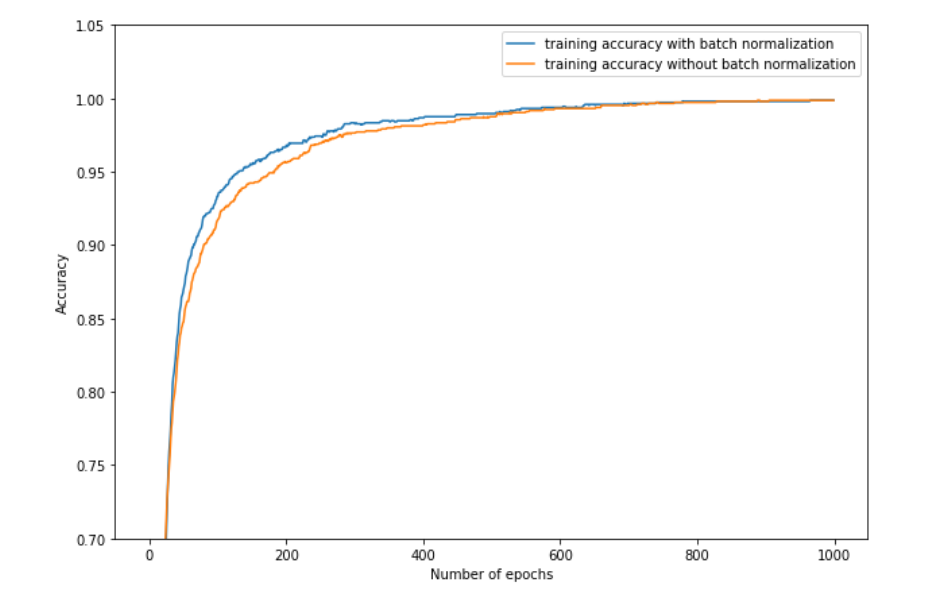 1.05
training accuracy with batch normalization
training accuracy without batch normalization
1.00
0.95
0.90
Accuracy
0.85
0.80
0.75
0.70
0 200 400 600 800 1000
Number of epochs